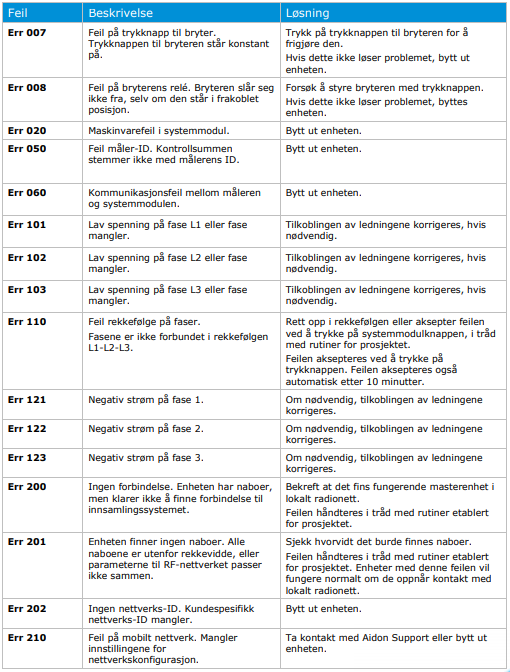 Feil Beskrivelse Løsning
Err 007 Feil på trykknapp til bryter. Trykk på trykknappen til bryteren for å
Trykknappen til bryteren står konstant frigjøre den.
på. Hvis dette ikke løser problemet, bytt ut
enheten.
Err 008 Feil på bryterens relé. Bryteren slår seg Forsøk å styre bryteren med trykknappen.
ikke fra, selv om den står i frakoblet Hvis dette ikke løser problemet, byttes
posisjon. enheten.
Err 020 Maskinvarefeil i systemmodul. Bytt ut enheten.
Err 050 Feil måler-ID. Kontrollsummen Bytt ut enheten.
stemmer ikke med målerens ID.
Err 060 Kommunikasjonsfeil mellom måleren Bytt ut enheten.
og systemmodulen.
Err 101 Lav spenning på fase L1 eller fase Tilkoblingen av ledningene korrigeres, hvis
mangler. nødvendig.
Err 102 Lav spenning på fase L2 eller fase Tilkoblingen av ledningene korrigeres, hvis
mangler. nødvendig.
Err 103 Lav spenning på fase L3 eller fase Tilkoblingen av ledningene korrigeres, hvis
mangler. nødvendig.
Err 110 Feil rekkefølge på faser. Rett opp i rekkefølgen eller aksepter feilen
Fasene er ikke forbundet i rekkefølgen ved å trykke på systemmodulknappen, i tråd
L1-L2-L3. med rutiner for prosjektet.
Feilen aksepteres ved å trykke på
trykknappen. Feilen aksepteres også
automatisk etter 10 minutter.
Err 121 Negativ strøm på fase 1. Om nødvendig, tilkoblingen av ledningene
korrigeres.
Err 122 Negativ strøm på fase 2. Om nødvendig, tilkoblingen av ledningene
korrigeres.
Err 123 Negativ strøm på fase 3. Om nødvendig, tilkoblingen av ledningene
korrigeres.
Err 200 Ingen forbindelse. Enheten har naboer, Bekreft at det fins fungerende masterenhet i
men klarer ikke å finne forbindelse til lokalt radionett.
innsamlingssystemet. Feilen håndteres i tråd med rutiner etablert
for prosjektet.
Err 201 Enheten finner ingen naboer. Alle Sjekk hvorvidt det burde finnes naboer.
naboene er utenfor rekkevidde, eller Feilen håndteres i tråd med rutiner etablert
parameterne til RF-nettverket passer for prosjektet. Enheter med denne feilen vil
ikke sammen. fungere normalt om de oppnår kontakt med
lokalt radionett.
Err 202 Ingen nettverks-ID. Kundespesifikk Bytt ut enheten.
nettverks-ID mangler.
Err 210 Feil på mobilt nettverk. Mangler Ta kontakt med Aidon Support eller bytt ut
innstillingene for enheten.
nettverkskonfigurasjon.